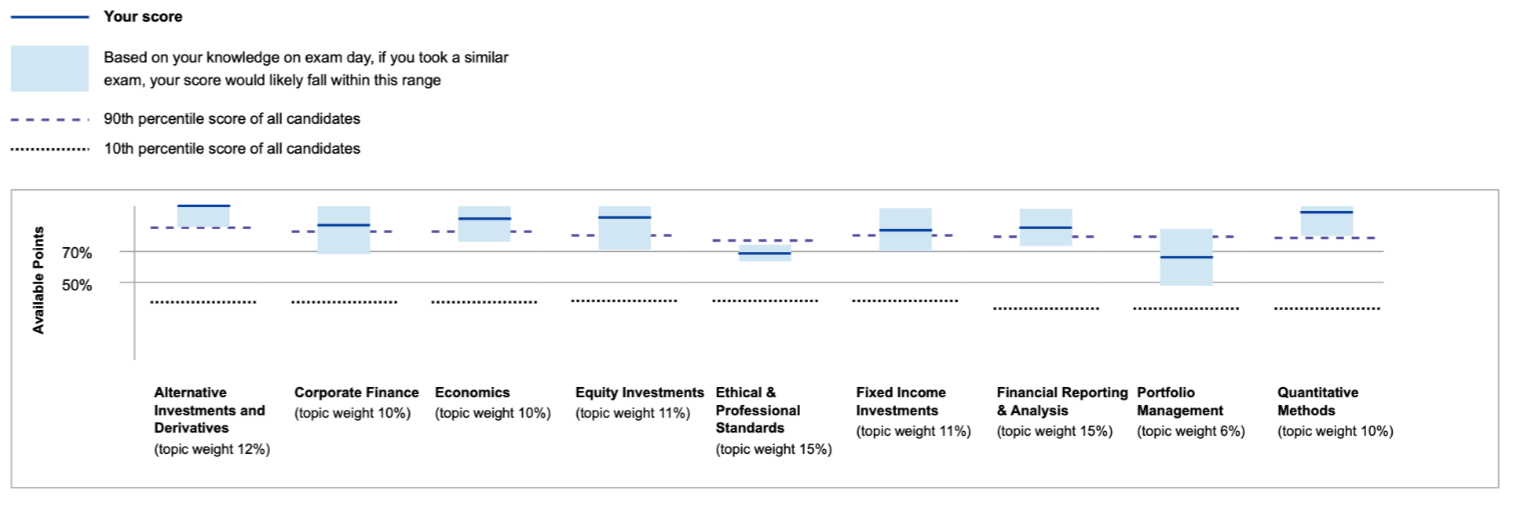 Your score
Based on your knowledge on exam day, if you took a similar
exam, your score would likely fall within this range
90th percentile score of all candidates
10th percentile score of all candidates
Available Points
70%
50%
Alternative
Investments and
Derivatives
(topic weight 12%)
Corporate Finance
(topic weight 10%)
Economics
(topic weight 10%)
Equity Investments
(topic weight 11%)
Ethical &
Professional
Standards
(topic weight 15%)
Fixed Income
Investments
(topic weight 11%)
Financial Reporting
& Analysis
(topic weight 15%)
Portfolio
Management
(topic weight 6%)
Quantitative
Methods
(topic weight 10%)